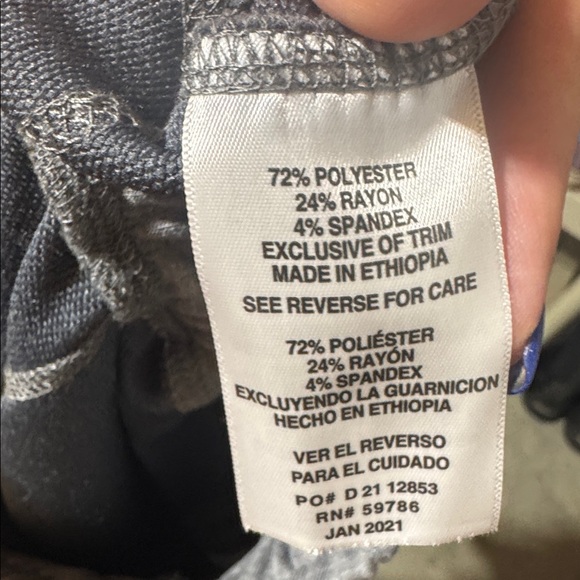 72% POLYESTER
24% RAYON
4% SPANDEX
EXCLUSIVE OF TRIM
MADE IN ETHIOPIA
SEE REVERSE FOR CARE
72% POLIÉSTER
24% RAYÓN
4% SPANDEX
EXCLUYENDO LA GUARNICION
HECHO EN ETHIOPIA
VER EL REVERSO
PARA EL CUIDADO
PO# D 21 12853
RN# 59786
JAN 2021